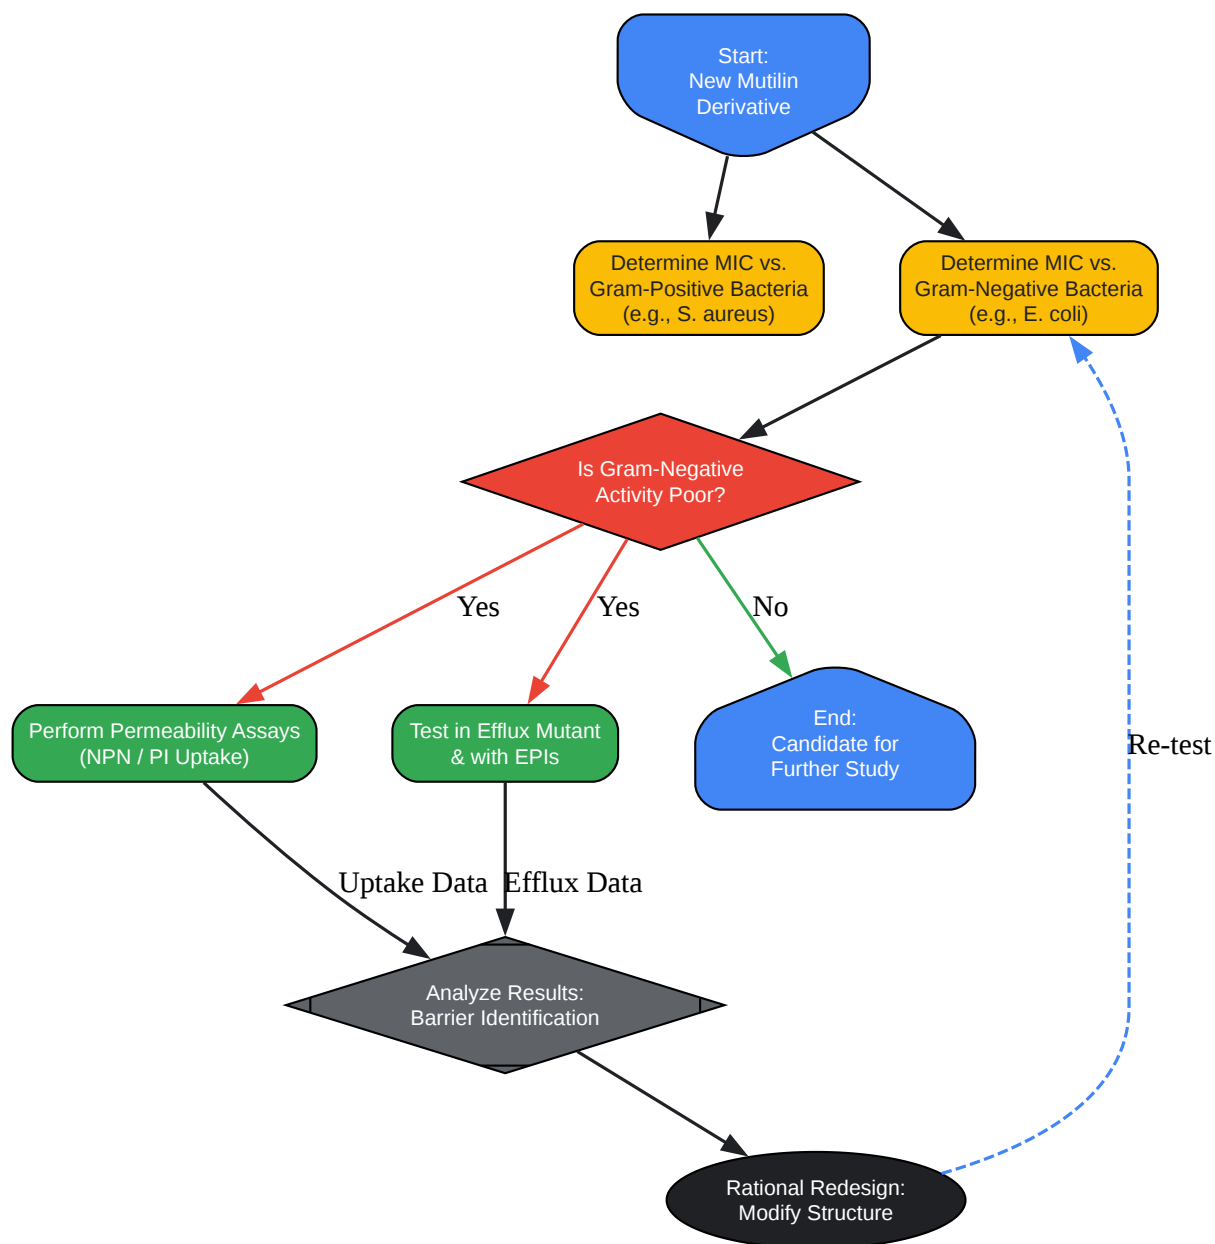 Start:
New Mutilin
Derivative
Determine MIC vs.
Gram-Positive Bacteria
(e.g., S. aureus)
Determine MIC vs.
Gram-Negative Bacteria
(e.g., E. coli)
Is Gram-Negative
Activity Poor?
Yes
Yes
No
Perform Permeability Assays
(NPN / PI Uptake)
Test in Efflux Mutant
& with EPIs
End:
Candidate for
Further Study
Re-test
Uptake Data
Efflux Data
Analyze Results:
Barrier Identification
Rational Redesign:
Modify Structure